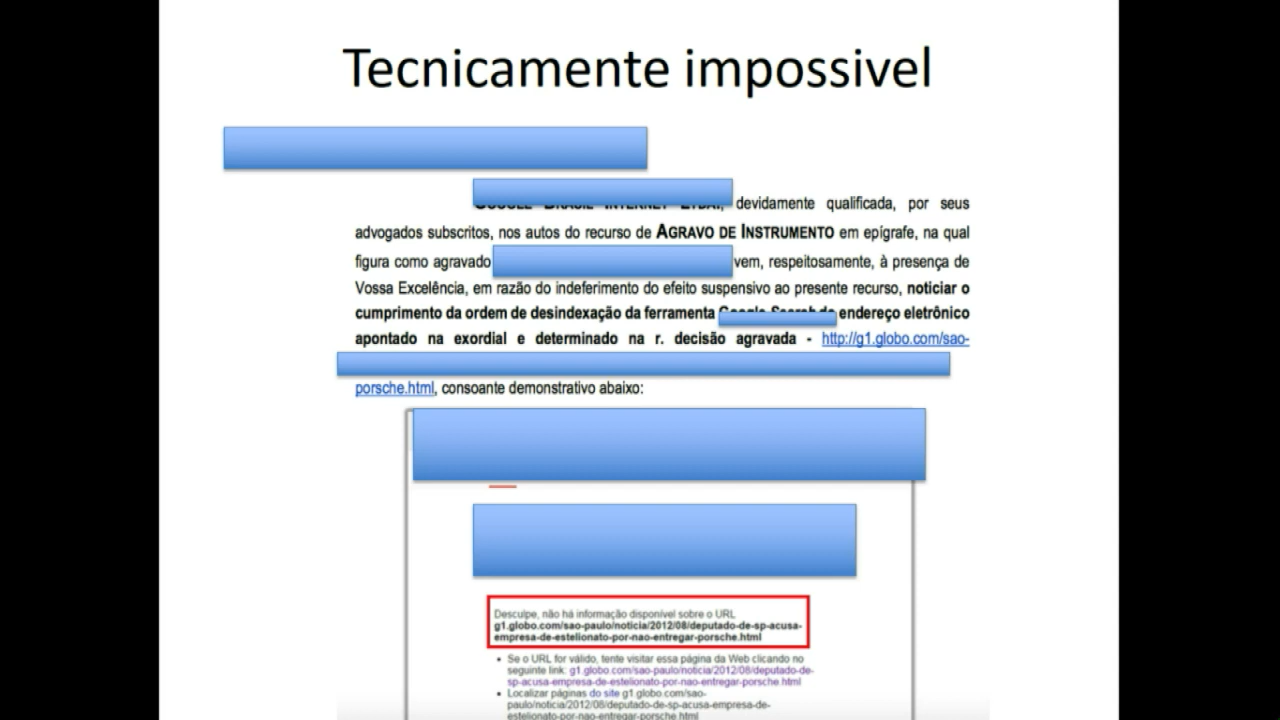 Tecnicamente impossivel
devidamente qualificada, por seus
advogados subscritos, nos autos do recurso de AGRAVO DE INSTRUMENTO em epígrafe, na qual
figura como agravado vem, respeitosamente, à presença de
Vossa Excelência, em razão do indeferimento do efeito suspensivo ao presente recurso, noticiar o
cumprimento da ordem de desindexação da ferramenta endereço eletrônico
apontado na exordial e determinado na r. decisão agravada - http://g1.globo.com/sao-
porsche.html, consoante demonstrativo abaixo:
Desculpe, não há informação disponível sobre o URL
g1.globo.com/sao-paulo/noticia/2012/08/deputado-de-sp-acusa-
empresa-de-estelionato-por-nao-entregar-porsche.html
• Se o URL for válido, tente visitar essa página da Web clicando no
seguinte link: g1.globo.com/sao-paulo/noticia/2012/08/deputado-de-
sp-acusa-empresa-de-estelionato-por-nao-entregar-porsche.html
• Localizar páginas do site g1.globo.com/sao-
paulo/noticia/2012/08/deputado-de-sp-acusa-empresa-de-
estelionato-por-nao-entregar-porsche.html